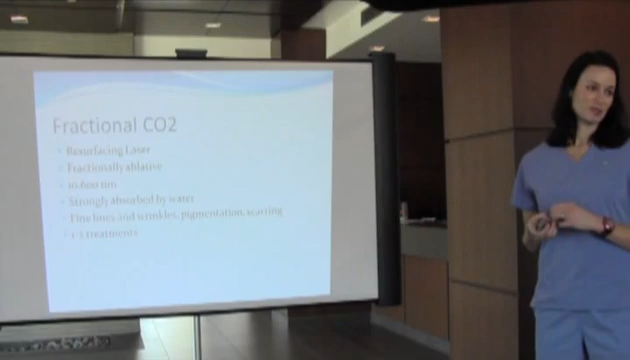 Fractional CO2
Resurfacing Laser
Fractionally ablative
10,600 nm
Strongly absorbed by water
Fine lines and wrinkles, pigmentation, scarring
1-3 treatments